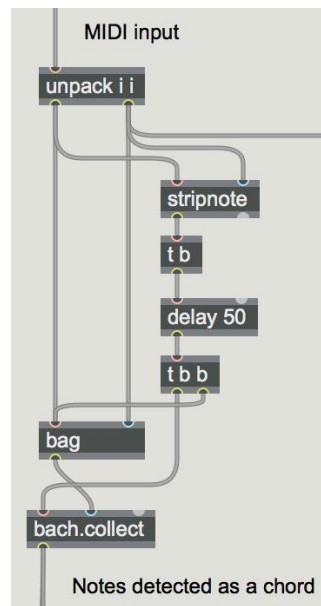 MIDI input
unpack i i
stripnote
t b
delay 50
t b b
bag
bach.collect
Notes detected as a chord